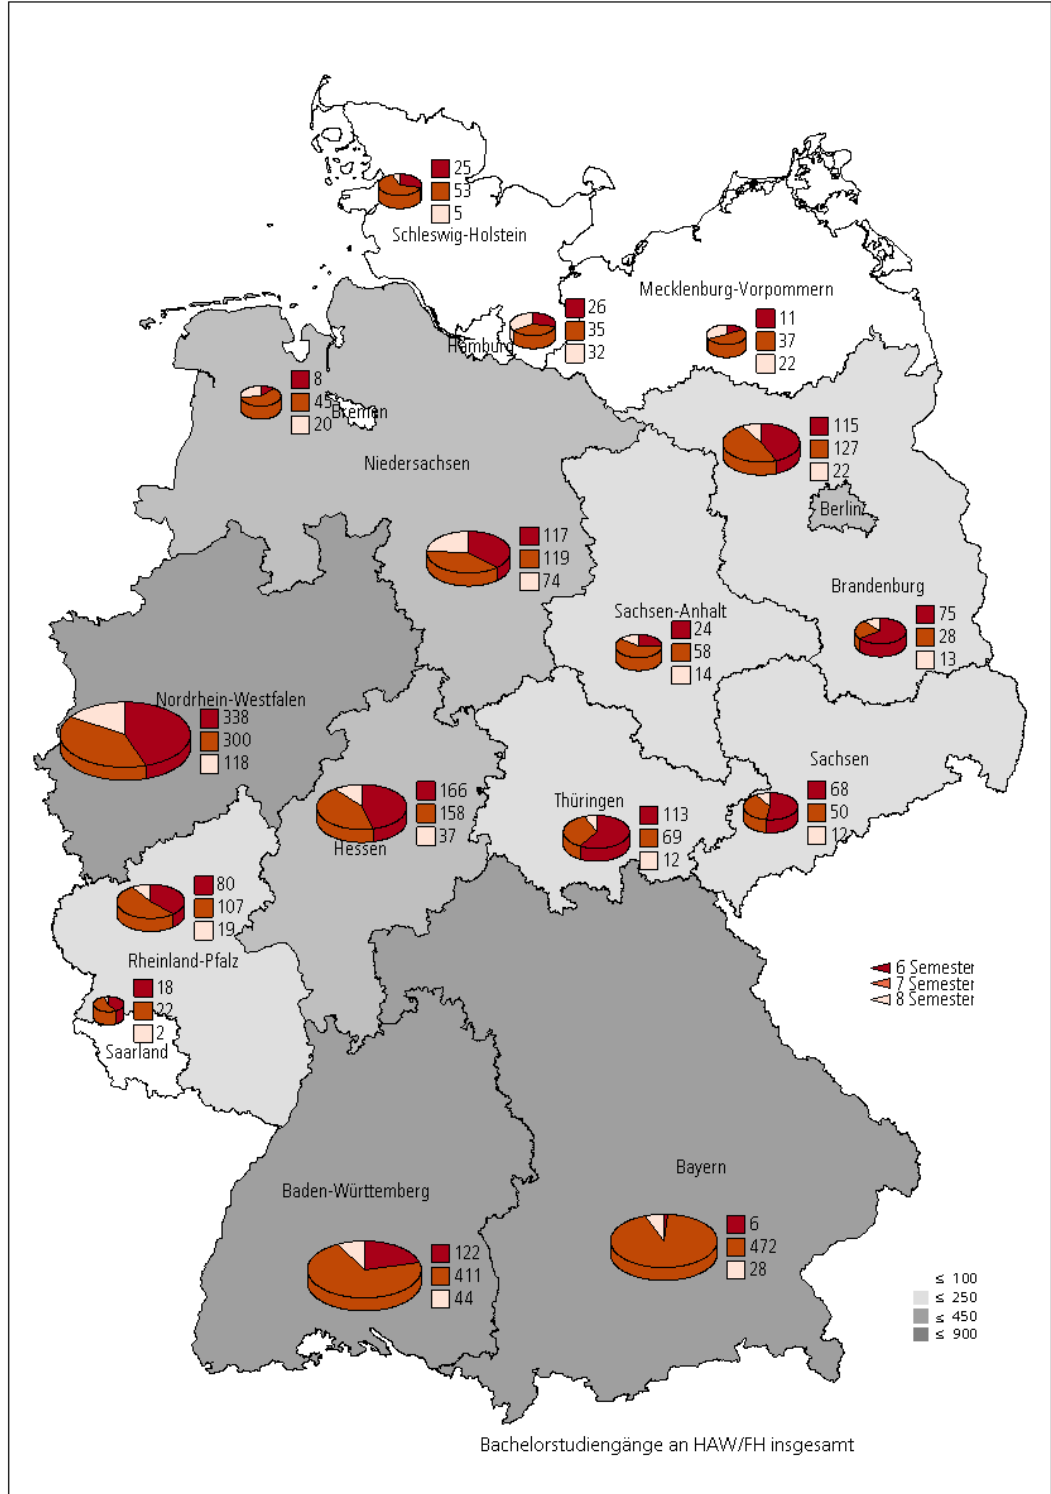 25
53
5
Schleswig-Holstein
Mecklenburg-Vorpommern
26
35
32
Hamburg
11
37
22
8
45
20
Bremen
115
127
22
Niedersachsen
Berlin
117
119
74
Brandenburg
75
28
13
Sachsen-Anhalt
24
58
14
Nordrhein-Westfalen
338
300
118
Sachsen
68
50
12
166
158
37
Hessen
Thüringen
113
69
12
80
107
19
Rheinland-Pfalz
18
22
2
Saarland
6 Semester
7 Semester
8 Semester
Bayern
6
472
28
Baden-Württemberg
122
411
44
≤ 100
≤ 250
≤ 450
≤ 900
Bachelorstudiengänge an HAW/FH insgesamt